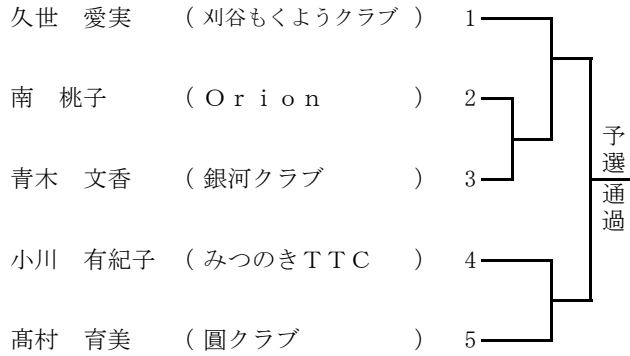 久世　愛実　（刈谷もくようクラブ）　1
南　桃子　（Ｏｒｉｏｎ　）　2
青木　文香　（銀河クラブ　）　3
小川　有紀子　（みつのきＴＴＣ　）　4
髙村　育美　（圓クラブ　）　5
予選通過